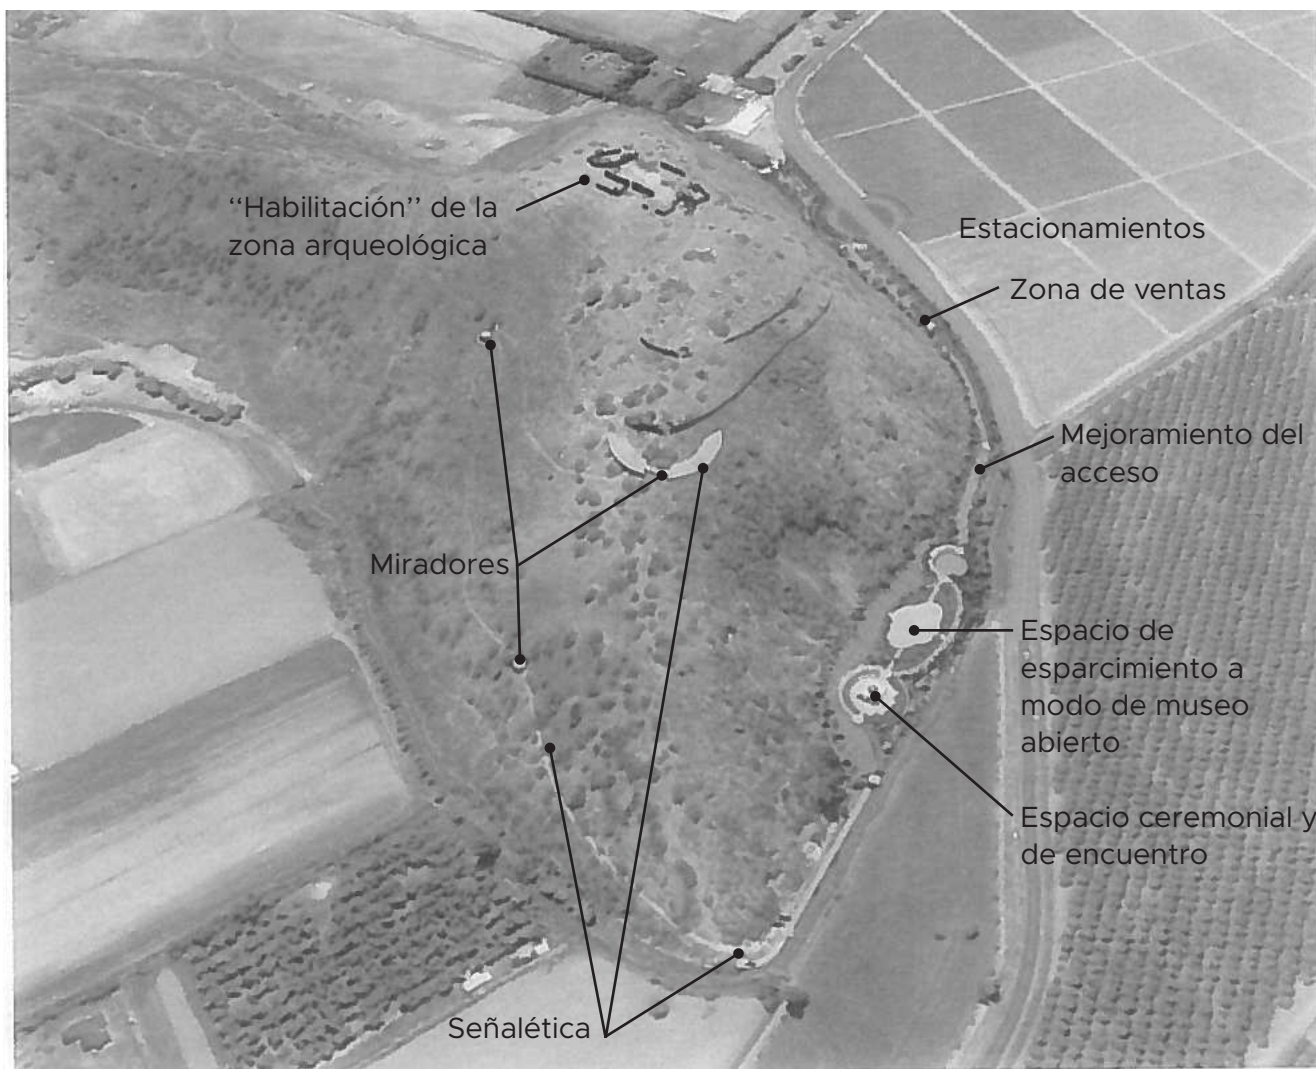 “Habilitación” de la
zona arqueológica
Estacionamientos
Zona de ventas
Mejoramiento del
acceso
Miradores
Espacio de
esparcimiento a
modo de museo
abierto
Espacio ceremonial y
de encuentro
Señalética